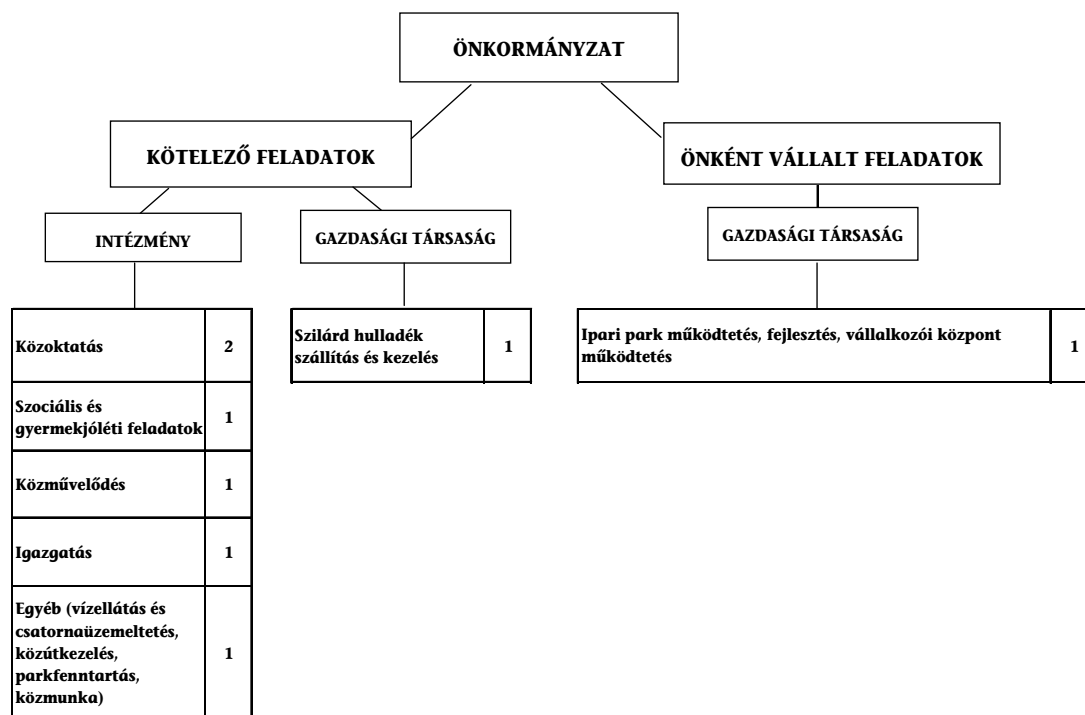 ÖNKORMÁNYZAT
KÖTELEZŐ FELADATOK
ÖNKÉNT VÁLLALT FELADATOK
INTÉZMÉNY
GAZDASÁGI TÁRSASÁG
GAZDASÁGI TÁRSASÁG
Közoktatás 2
Szociális és
gyermekjóléti feladatok 1
Közművelődés 1
Igazgatás 1
Egyéb (vízellátás és
csatornaüzemeltetés,
közútkezelés, 1
parkfenntartás,
közmunka)
Szilárd hulladék
szállítás és kezelés 1
Ipari park működtetés, fejlesztés, vállalkozói központ
működtetés 1